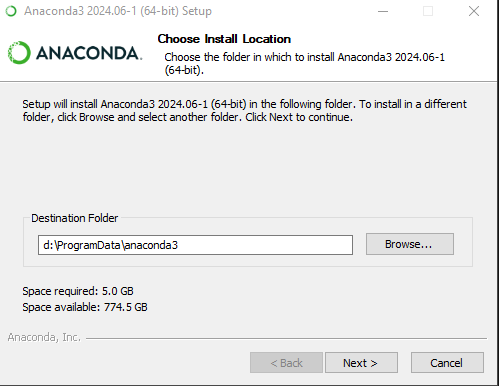 Anaconda3 2024.06-1 (64-bit) Setup
ANACONDA.
Choose Install Location
Choose the folder in which to install Anaconda3 2024.06-1
(64-bit).
Setup will install Anaconda3 2024.06-1 (64-bit) in the following folder. To install in a different
folder, click Browse and select another folder. Click Next to continue.
Destination Folder
d:\ProgramData\anaconda3
Browse...
Space required: 5.0 GB
Space available: 774.5 GB
Anaconda, Inc.
< Back
Next >
Cancel